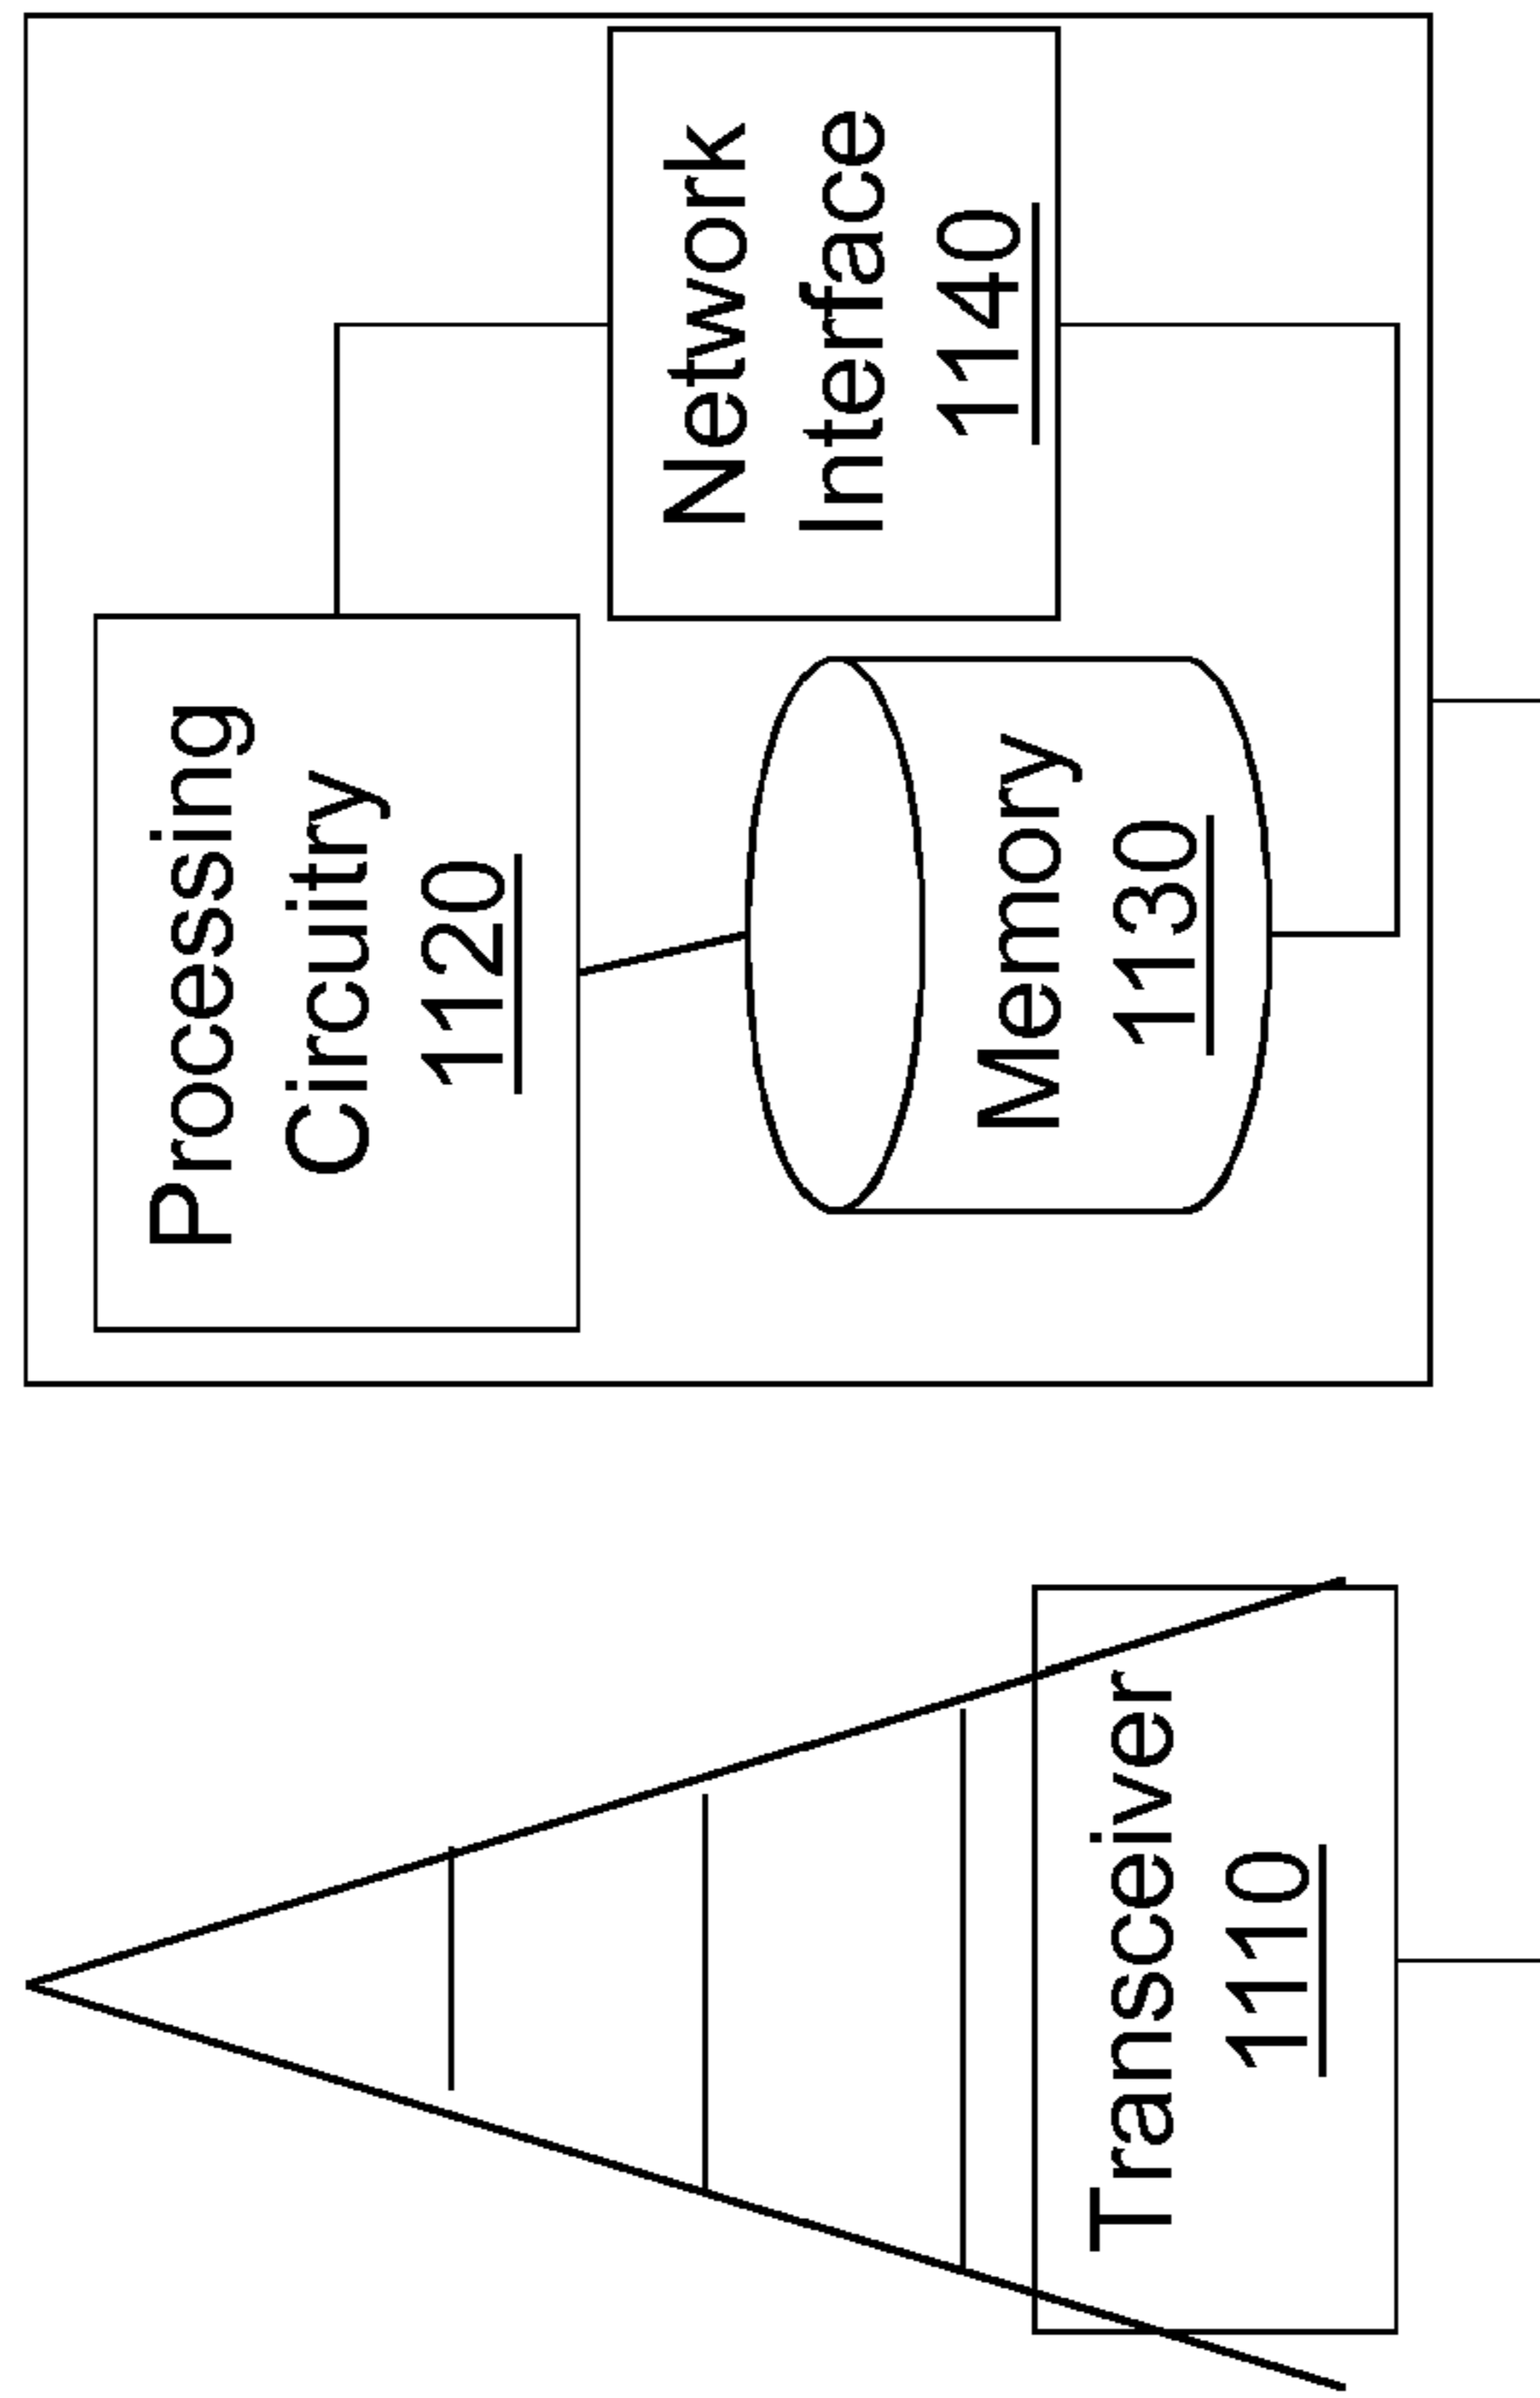 Transceiver
1110
Processing
Circuitry
1120
Memory
1130
Network
Interface
1140